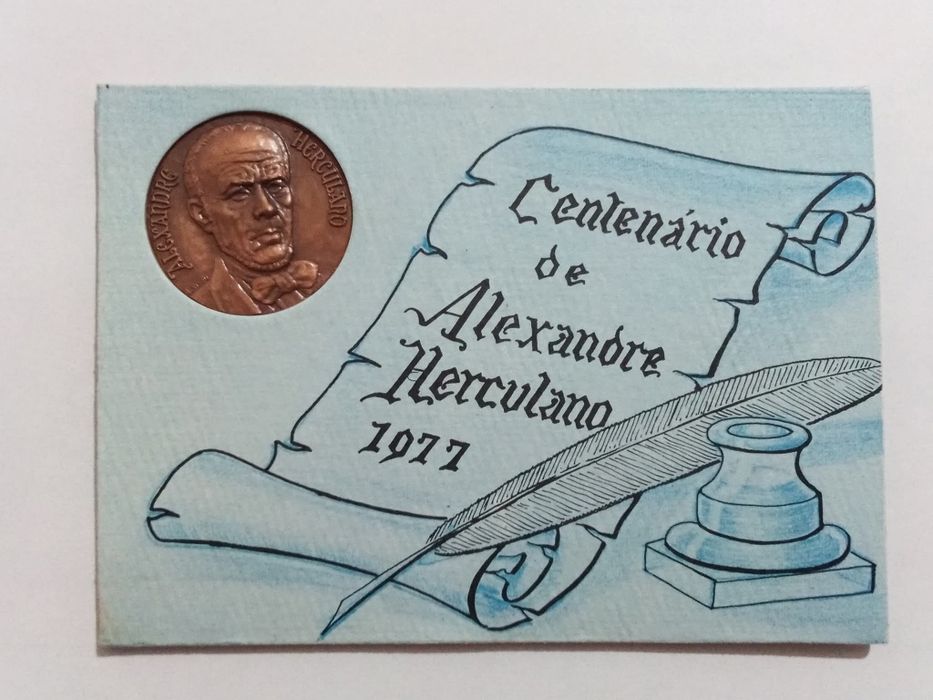 ALEXANDRE HERCULANO
Centenário
de
Alexandre
Herculano
1977